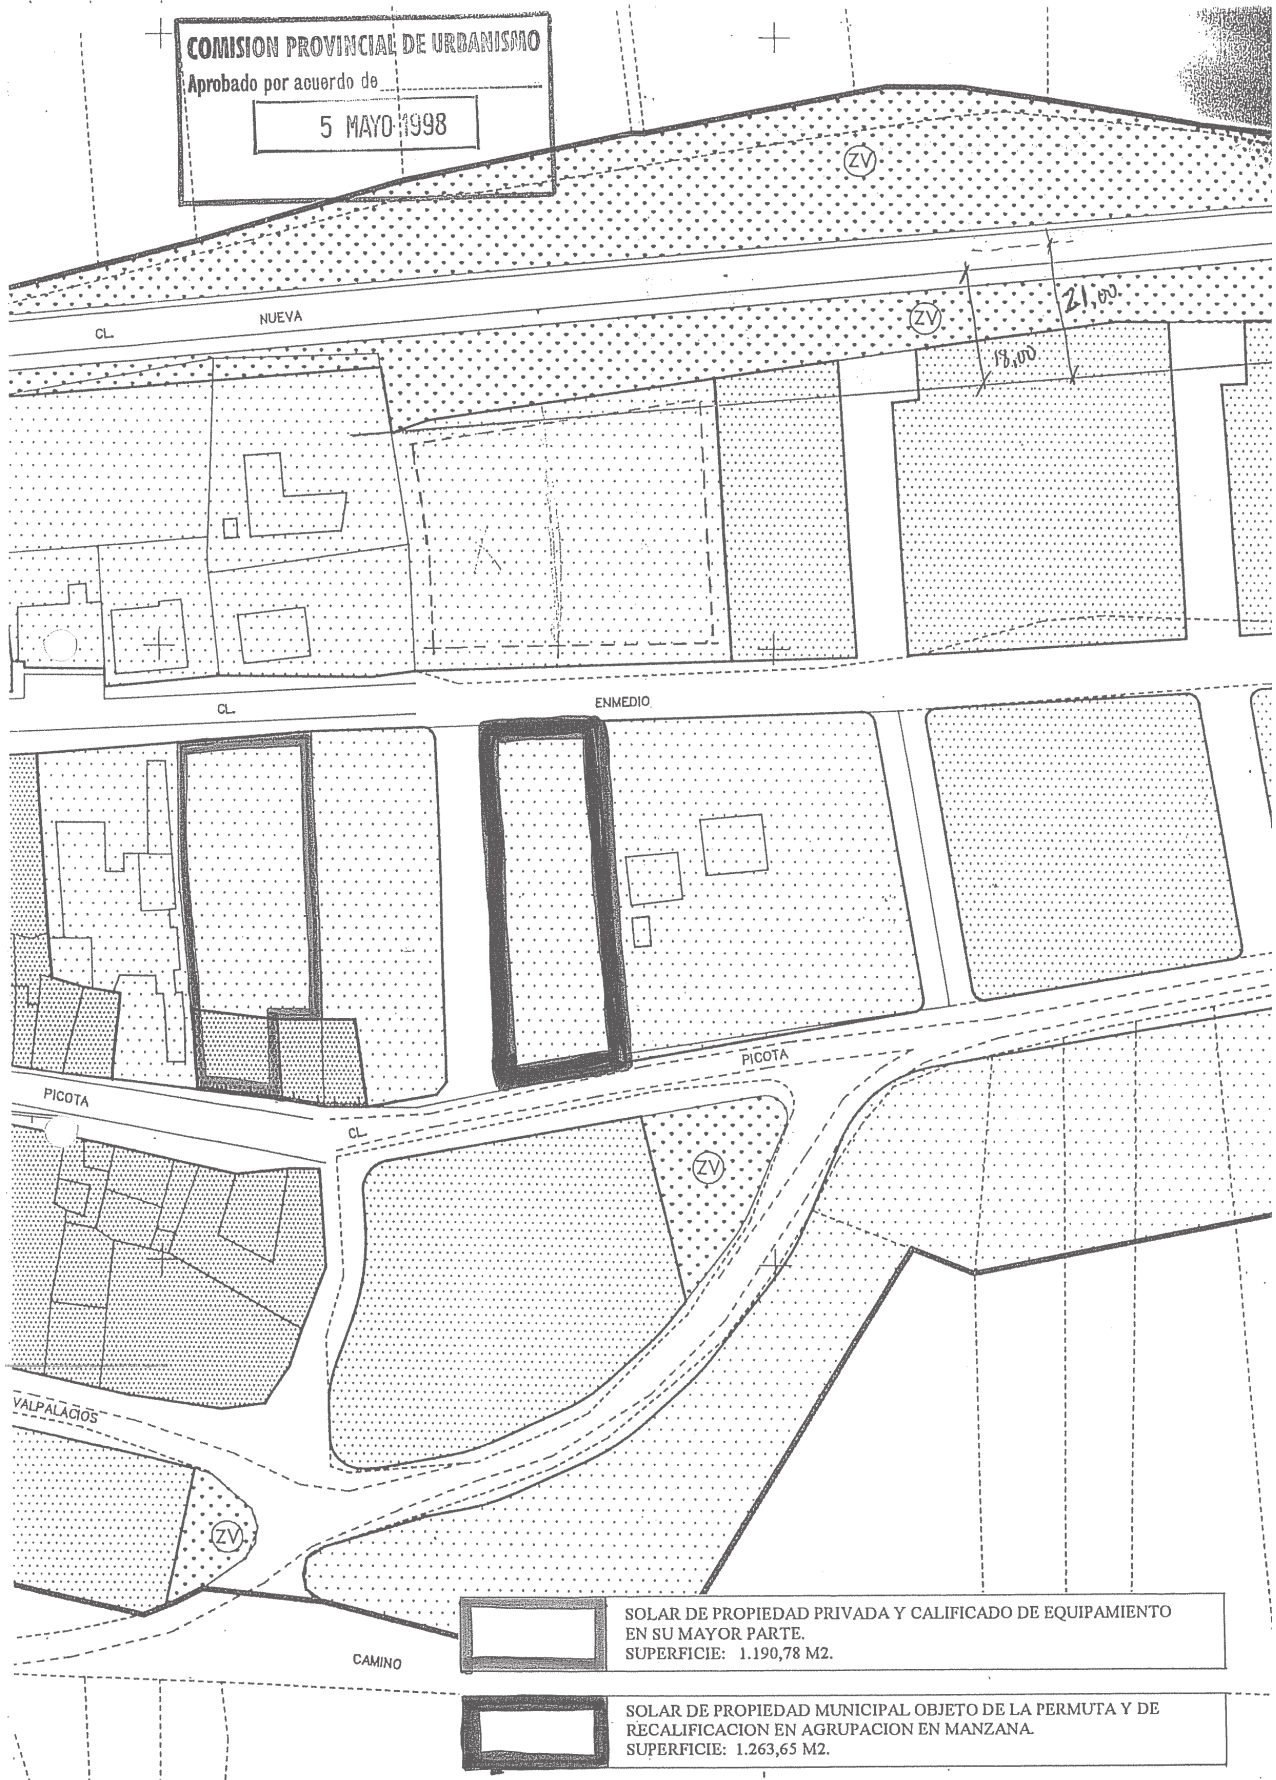 COMISION PROVINCIAL DE URBANISMO
Aprobado por acuerdo de
5 MAYO 1998
ZV
ZV
21,00
18,00
CL.
NUEVA
CL.
ENMEDIO
PICOTA
PICOTA
CL.
ZV
VALPALACIOS
ZV
CAMINO
SOLAR DE PROPIEDAD PRIVADA Y CALIFICADO DE EQUIPAMIENTO
EN SU MAYOR PARTE.
SUPERFICIE: 1.190,78 M2.
SOLAR DE PROPIEDAD MUNICIPAL OBJETO DE LA PERMUTA Y DE
RECALIFICACION EN AGRUPACION EN MANZANA.
SUPERFICIE: 1.263,65 M2.